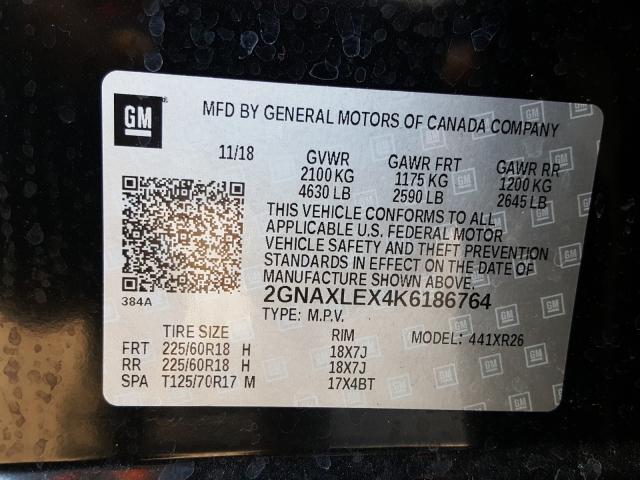 GM
MFD BY GENERAL MOTORS OF CANADA COMPANY
11/18 GVWR GAWR FRT GAWR RR
2100 KG 1175 KG 1200 KG
4630 LB 2590 LB 2645 LB
THIS VEHICLE CONFORMS TO ALL
APPLICABLE U.S. FEDERAL MOTOR
VEHICLE SAFETY AND THEFT PREVENTION
STANDARDS IN EFFECT ON THE DATE OF
MANUFACTURE SHOWN ABOVE.
384A
2GNAXLEX4K6186764
TYPE: M.P.V.
TIRE SIZE RIM MODEL: 441XR26
FRT 225/60R18 H 18X7J
RR 225/60R18 H 18X7J
SPA T125/70R17 M 17X4BT